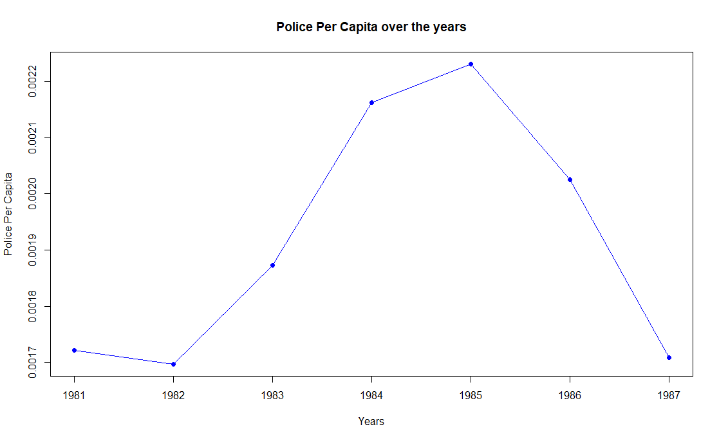 Police Per Capita over the years
Police Per Capita
0.0022
0.0021
0.0020
0.0019
0.0018
0.0017
1981 1982 1983 1984 1985 1986 1987
Years